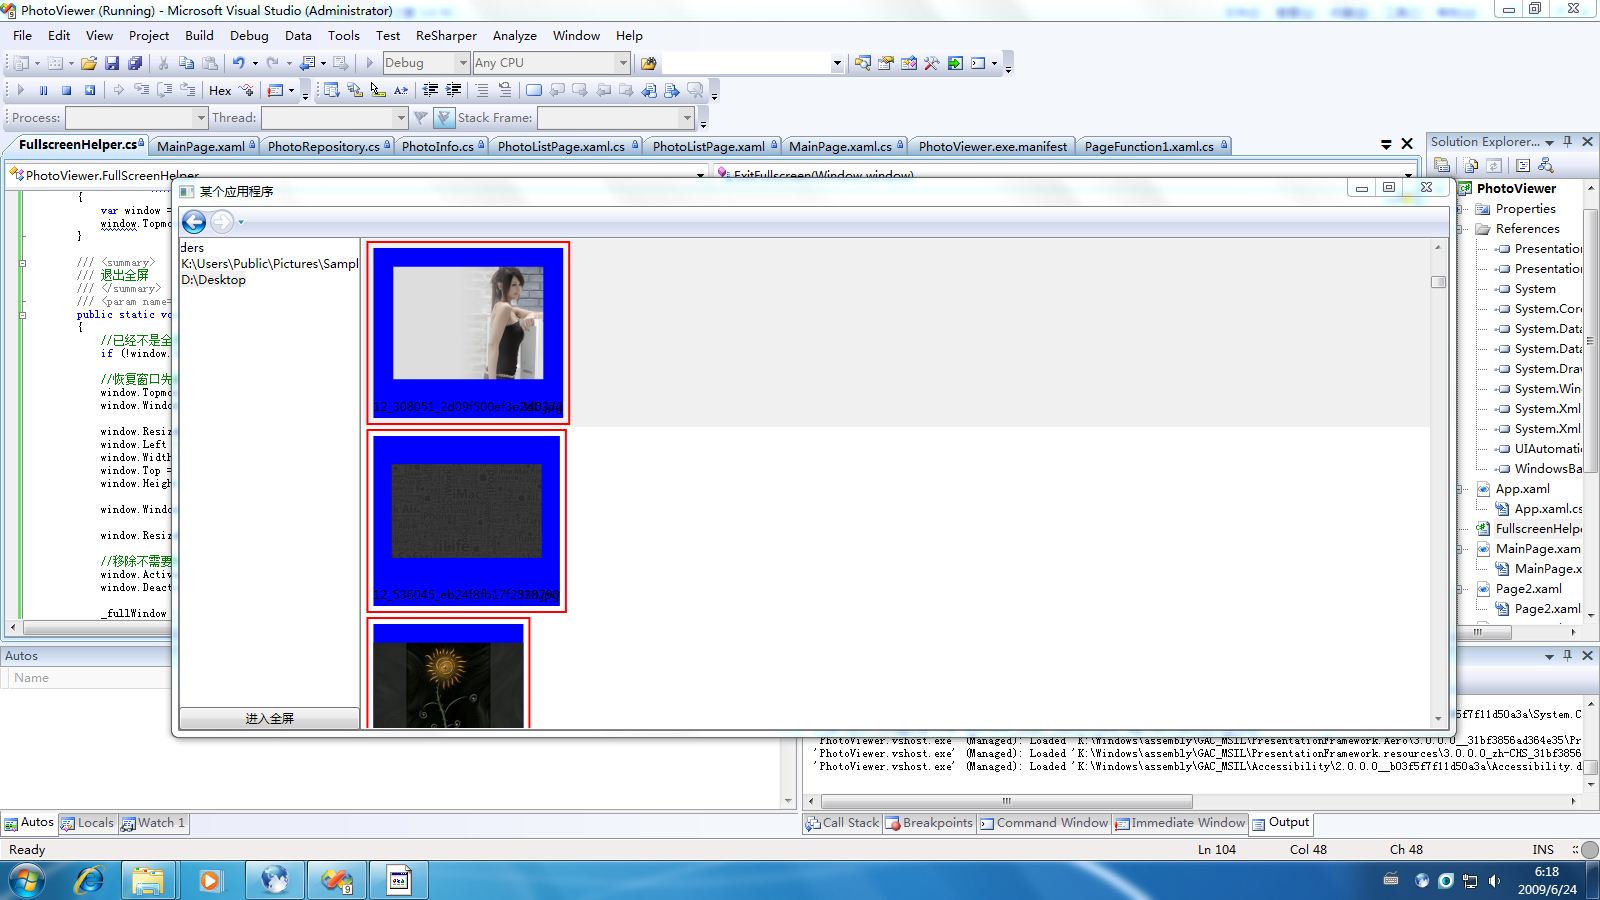 PhotoViewer (Running) - Microsoft Visual Studio (Administrator)
File Edit View Project Build Debug Data Tools Test ReSharper Analyze Window Help
Debug Any CPU
Hex
Process: Thread: Stack Frame:
FullscreenHelper.cs MainPage.xaml PhotoRepository.cs PhotoInfo.cs PhotoListPage.xaml.cs PhotoListPage.xaml MainPage.xaml.cs PhotoViewer.exe.manifest PageFunction1.xaml.cs
PhotoViewer.FullScreenHelper ExitFullscreen(Window window)
{
var window =
window.Topmo
}
/// <summary>
/// 退出全屏
/// </summary>
/// <param name=
public static vo
{
//已经不是全
if (!window.
//恢复窗口先
window.Topmo
window.Windo
window.Resiz
window.Left
window.Width
window.Top =
window.Heigh
window.Windo
window.Resiz
//移除不需要
window.Activ
window.Deact
_fullWindow
某个应用程序
ders
K:\Users\Public\Pictures\Sampl
D:\Desktop
进入全屏
Solution Explorer...
PhotoViewer
Properties
References
Presentation
Presentation
System
System.Core
System.Data
System.Data
System.Draw
System.Wind
System.Xml
System.Xml.
UIAutomatio
WindowsBa
App.xaml
App.xaml.cs
FullscreenHelpe
MainPage.xam
MainPage.x
Page2.xaml
Page2.xaml
Autos
Name
5f7f11d50a3a\System.C
'PhotoViewer.vshost.exe' (Managed): Loaded 'K:\Windows\assembly\GAC_MSIL\PresentationFramework.Aero\3.0.0.0__31bf3856ad364e35\Pr
'PhotoViewer.vshost.exe' (Managed): Loaded 'K:\Windows\assembly\GAC_MSIL\PresentationFramework.resources\3.0.0.0_zh-CHS_31bf3856
'PhotoViewer.vshost.exe' (Managed): Loaded 'K:\Windows\assembly\GAC_MSIL\Accessibility\2.0.0.0__b03f5f7f11d50a3a\Accessibility.d
Autos Locals Watch 1 Call Stack Breakpoints Command Window Immediate Window Output
Ready Ln 104 Col 48 Ch 48 INS
6:18
2009/6/24